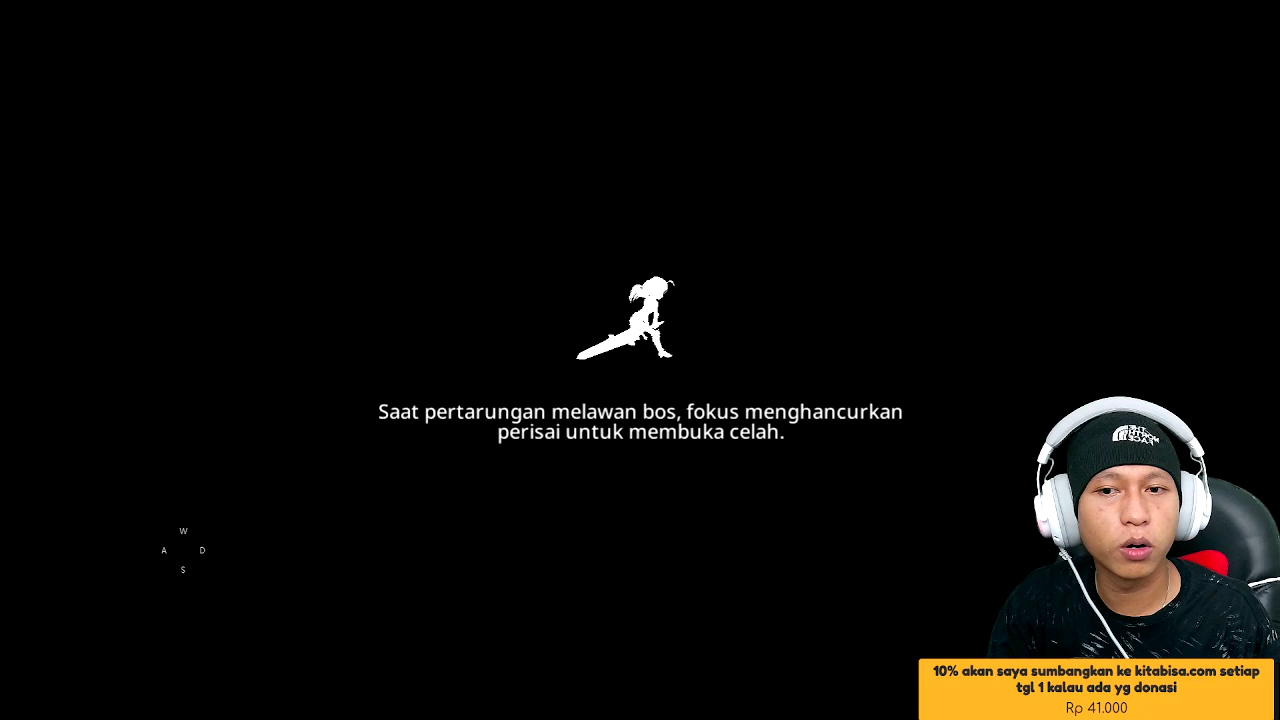 Saat pertarungan melawan bos, fokus menghancurkan
perisai untuk membuka celah.
W
A D
S
10% akan saya sumbangkan ke kitabisa.com setiap
tgl 1 kalau ada yg donasi
Rp 41.000